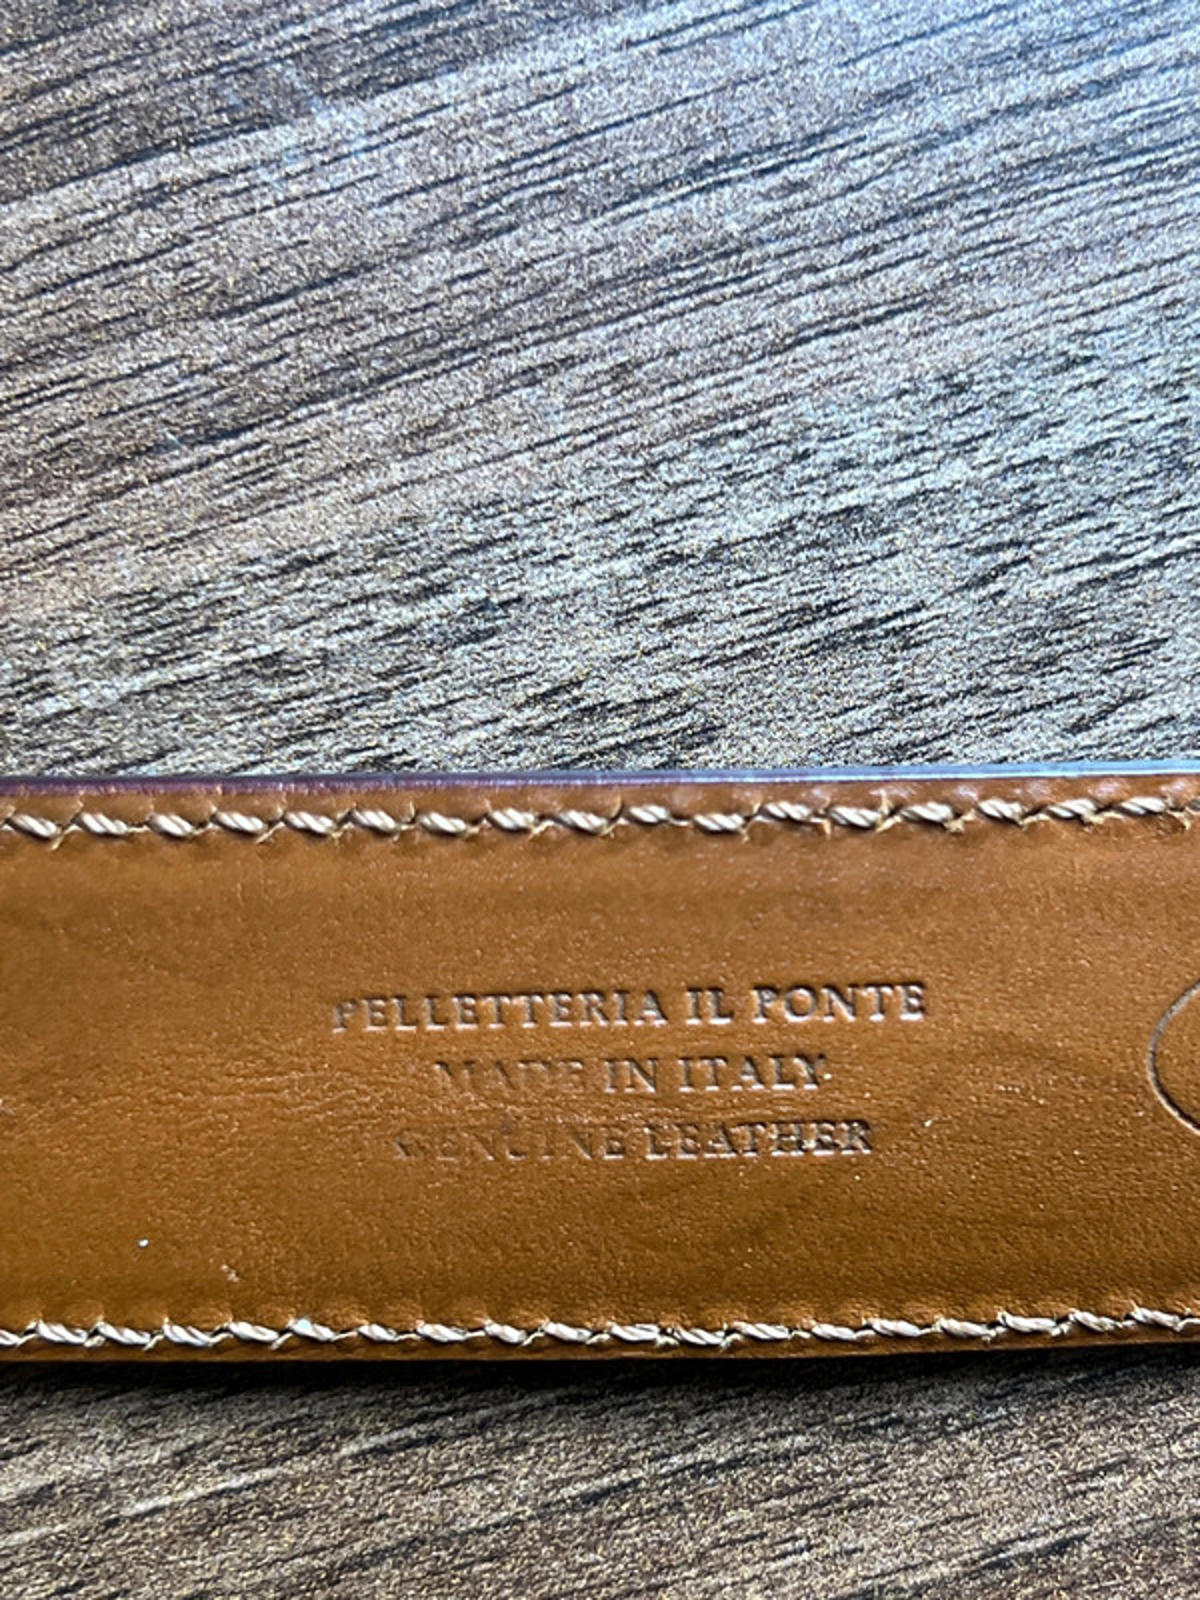 PELLETTERIA IL PONTE
MADE IN ITALY
GENUINE LEATHER